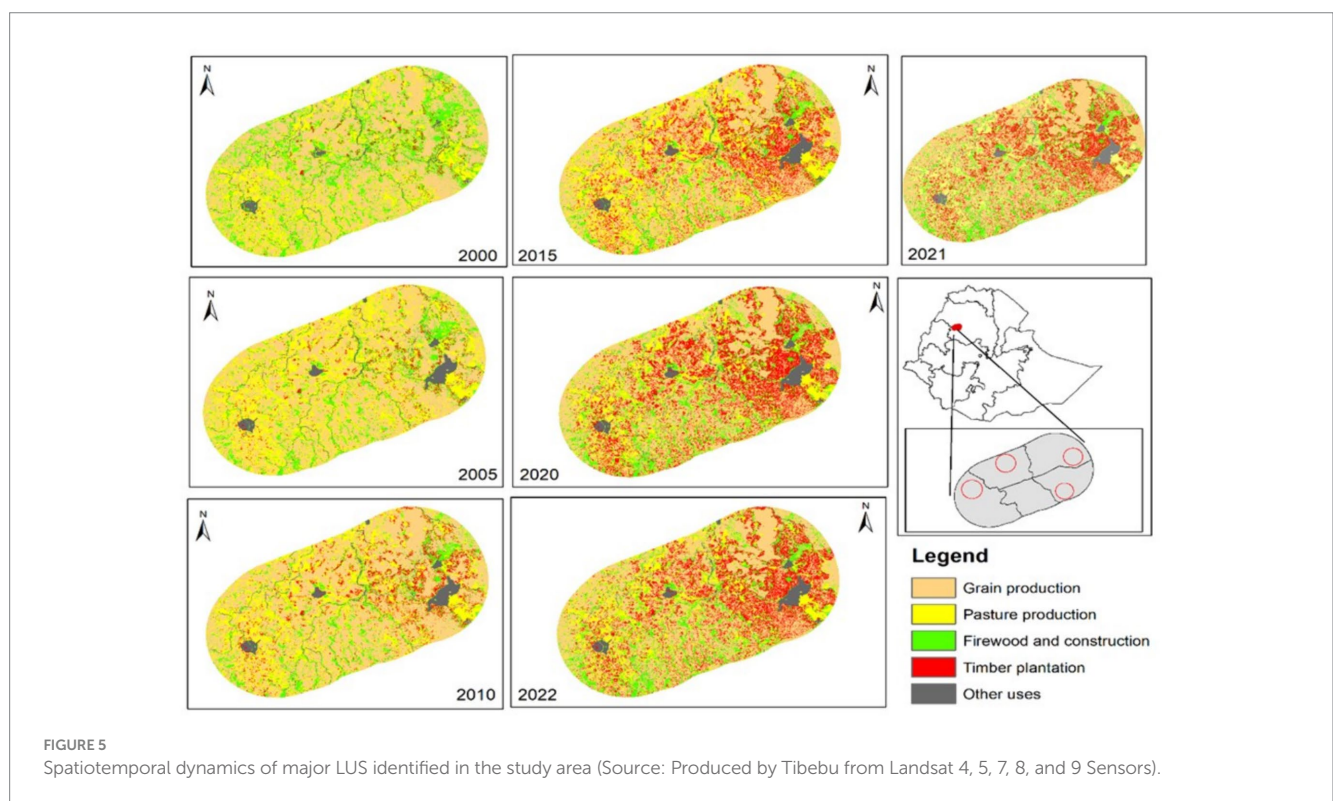 N
2000
N
2015
2021
N
2005
N
2020
N
2010
N
2022
Legend
Grain production
Pasture production
Firewood and construction
Timber plantation
Other uses
FIGURE 5
Spatiotemporal dynamics of major LUS identified in the study area (Source: Produced by Tibebu from Landsat 4, 5, 7, 8, and 9 Sensors).